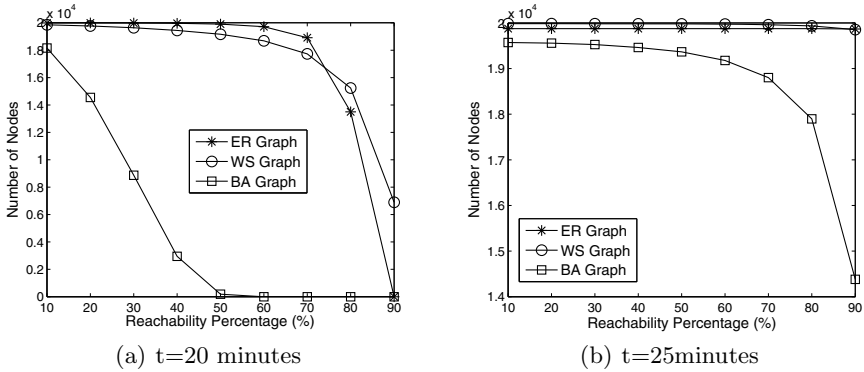 20 x 10^4
1.8
1.6
1.4
1.2
1.0
0.8
0.6
0.4
0.2
0
Number of Nodes
ER Graph
WS Graph
BA Graph
10 20 30 40 50 60 70 80 90
Reachability Percentage (%)
(a) t=20 minutes
20 x 10^4
1.9
1.8
1.7
1.6
1.5
1.4
Number of Nodes
ER Graph
WS Graph
BA Graph
10 20 30 40 50 60 70 80 90
Reachability Percentage (%)
(b) t=25minutes